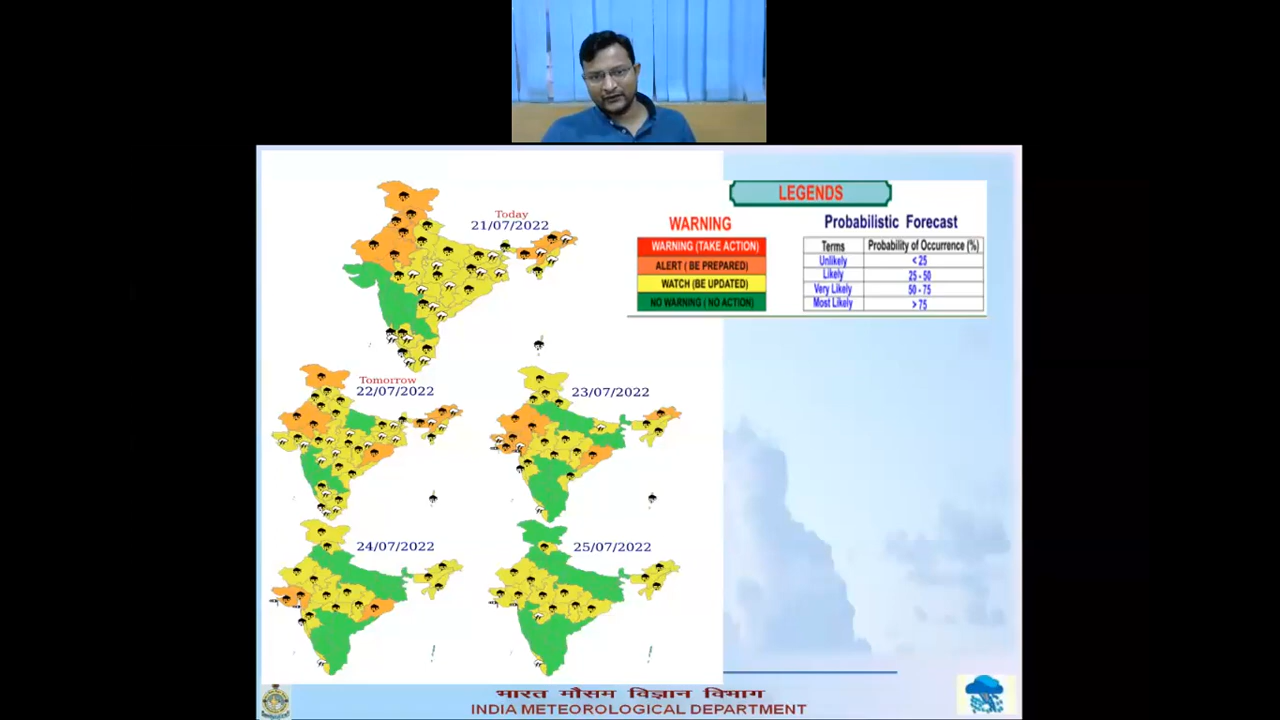 Today
21/07/2022
LEGENDS
WARNING
WARNING (TAKE ACTION)
ALERT ( BE PREPARED)
WATCH (BE UPDATED)
NO WARNING ( NO ACTION)
Probabilistic Forecast
Terms Probability of Occurrence (%)
Unlikely < 25
Likely 25 - 50
Very Likely 50 - 75
Most Likely > 75
Tomorrow
22/07/2022
23/07/2022
24/07/2022
25/07/2022
भारत मौसम विज्ञान विभाग
INDIA METEOROLOGICAL DEPARTMENT